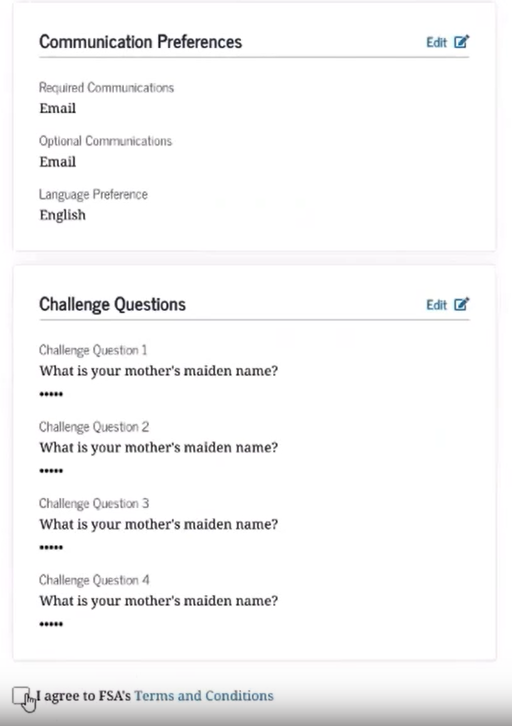 Communication Preferences Edit
Required Communications
Email
Optional Communications
Email
Language Preference
English
Challenge Questions Edit
Challenge Question 1
What is your mother's maiden name?
•••••
Challenge Question 2
What is your mother's maiden name?
•••••
Challenge Question 3
What is your mother's maiden name?
•••••
Challenge Question 4
What is your mother's maiden name?
•••••
I agree to FSA's Terms and Conditions